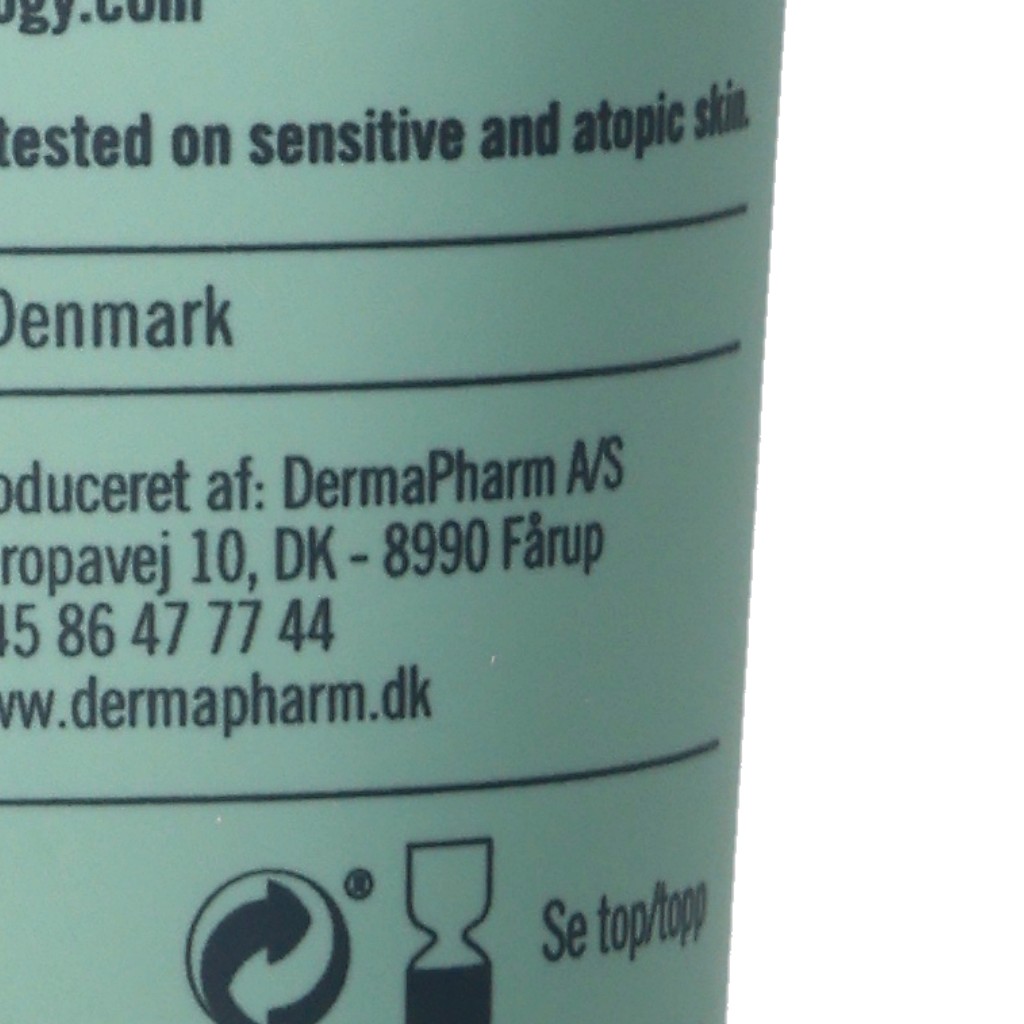 ogy.com
tested on sensitive and atopic skin.
Denmark
oduceret af: DermaPharm A/S
ropavej 10, DK - 8990 Fårup
45 86 47 77 44
ww.dermapharm.dk
®
Se top/topp